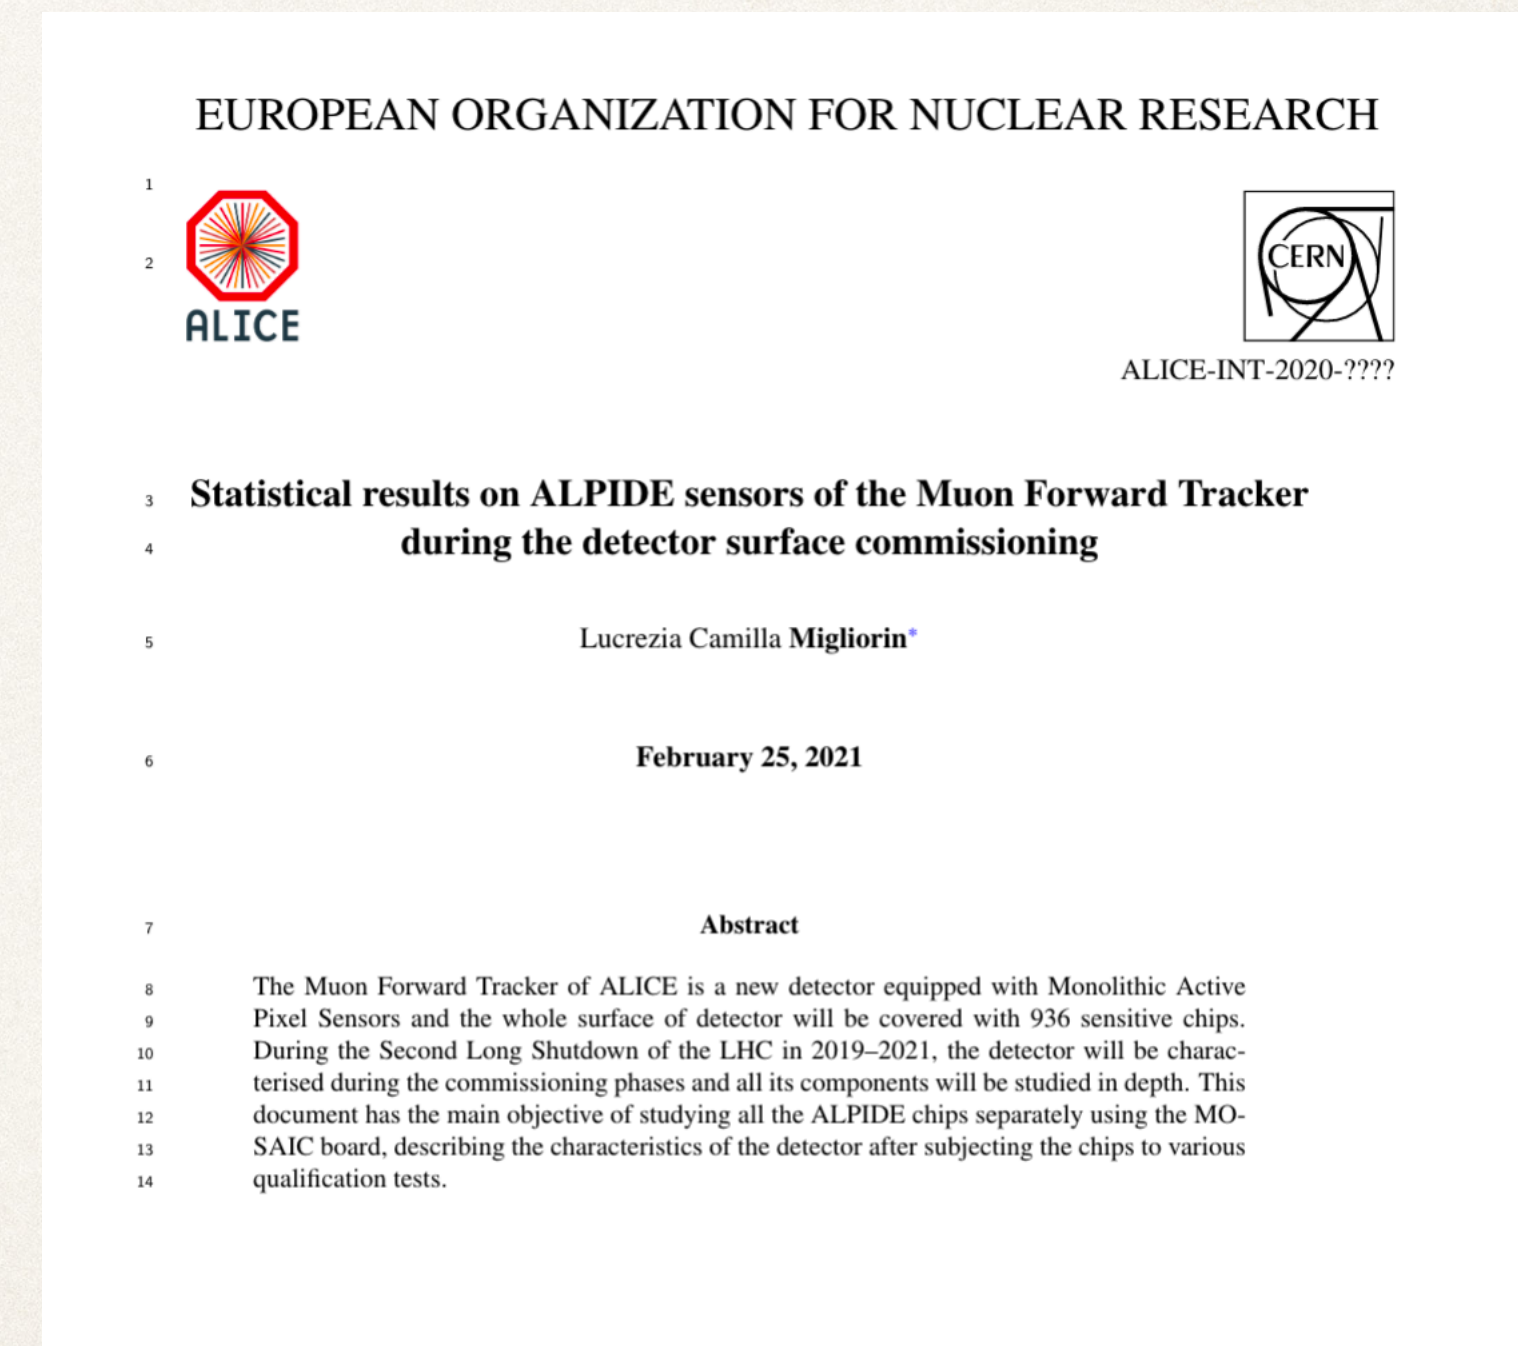 EUROPEAN ORGANIZATION FOR NUCLEAR RESEARCH
1
2
ALICE
CERN
ALICE-INT-2020-????
3 Statistical results on ALPIDE sensors of the Muon Forward Tracker
4 during the detector surface commissioning
5 Lucrezia Camilla Migliorin*
6 February 25, 2021
7 Abstract
8 The Muon Forward Tracker of ALICE is a new detector equipped with Monolithic Active
9 Pixel Sensors and the whole surface of detector will be covered with 936 sensitive chips.
10 During the Second Long Shutdown of the LHC in 2019–2021, the detector will be charac-
11 terised during the commissioning phases and all its components will be studied in depth. This
12 document has the main objective of studying all the ALPIDE chips separately using the MO-
13 SAIC board, describing the characteristics of the detector after subjecting the chips to various
14 qualification tests.